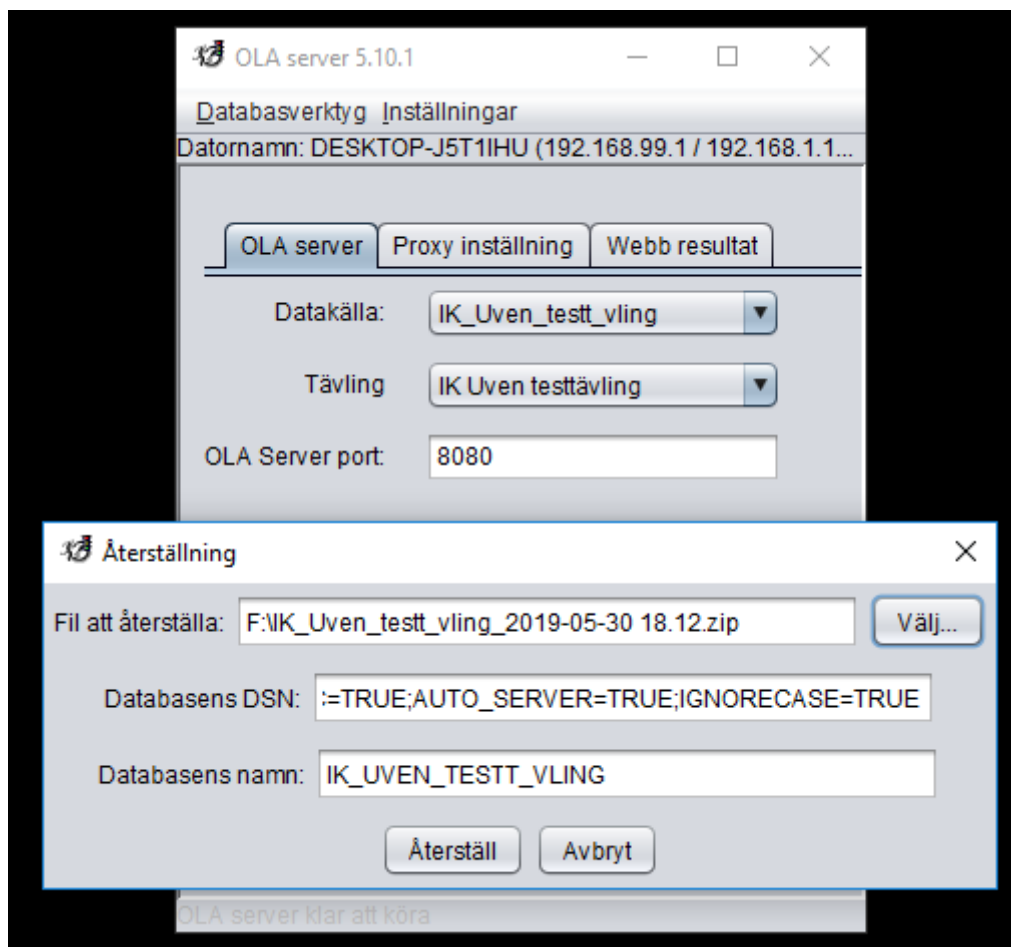 OLA server 5.10.1
Databasverktyg Inställningar
Datornamn: DESKTOP-J5T1IHU (192.168.99.1 / 192.168.1.1...
OLA server Proxy inställning Webb resultat
Datakälla: IK_Uven_testt_vling
Tävling IK Uven testtävling
OLA Server port: 8080
Återställning
Fil att återställa: F:\IK_Uven_testt_vling_2019-05-30 18.12.zip Välj...
Databasens DSN: :=TRUE;AUTO_SERVER=TRUE;IGNORECASE=TRUE
Databasens namn: IK_UVEN_TESTT_VLING
Återställ Avbryt
OLA server klar att köra